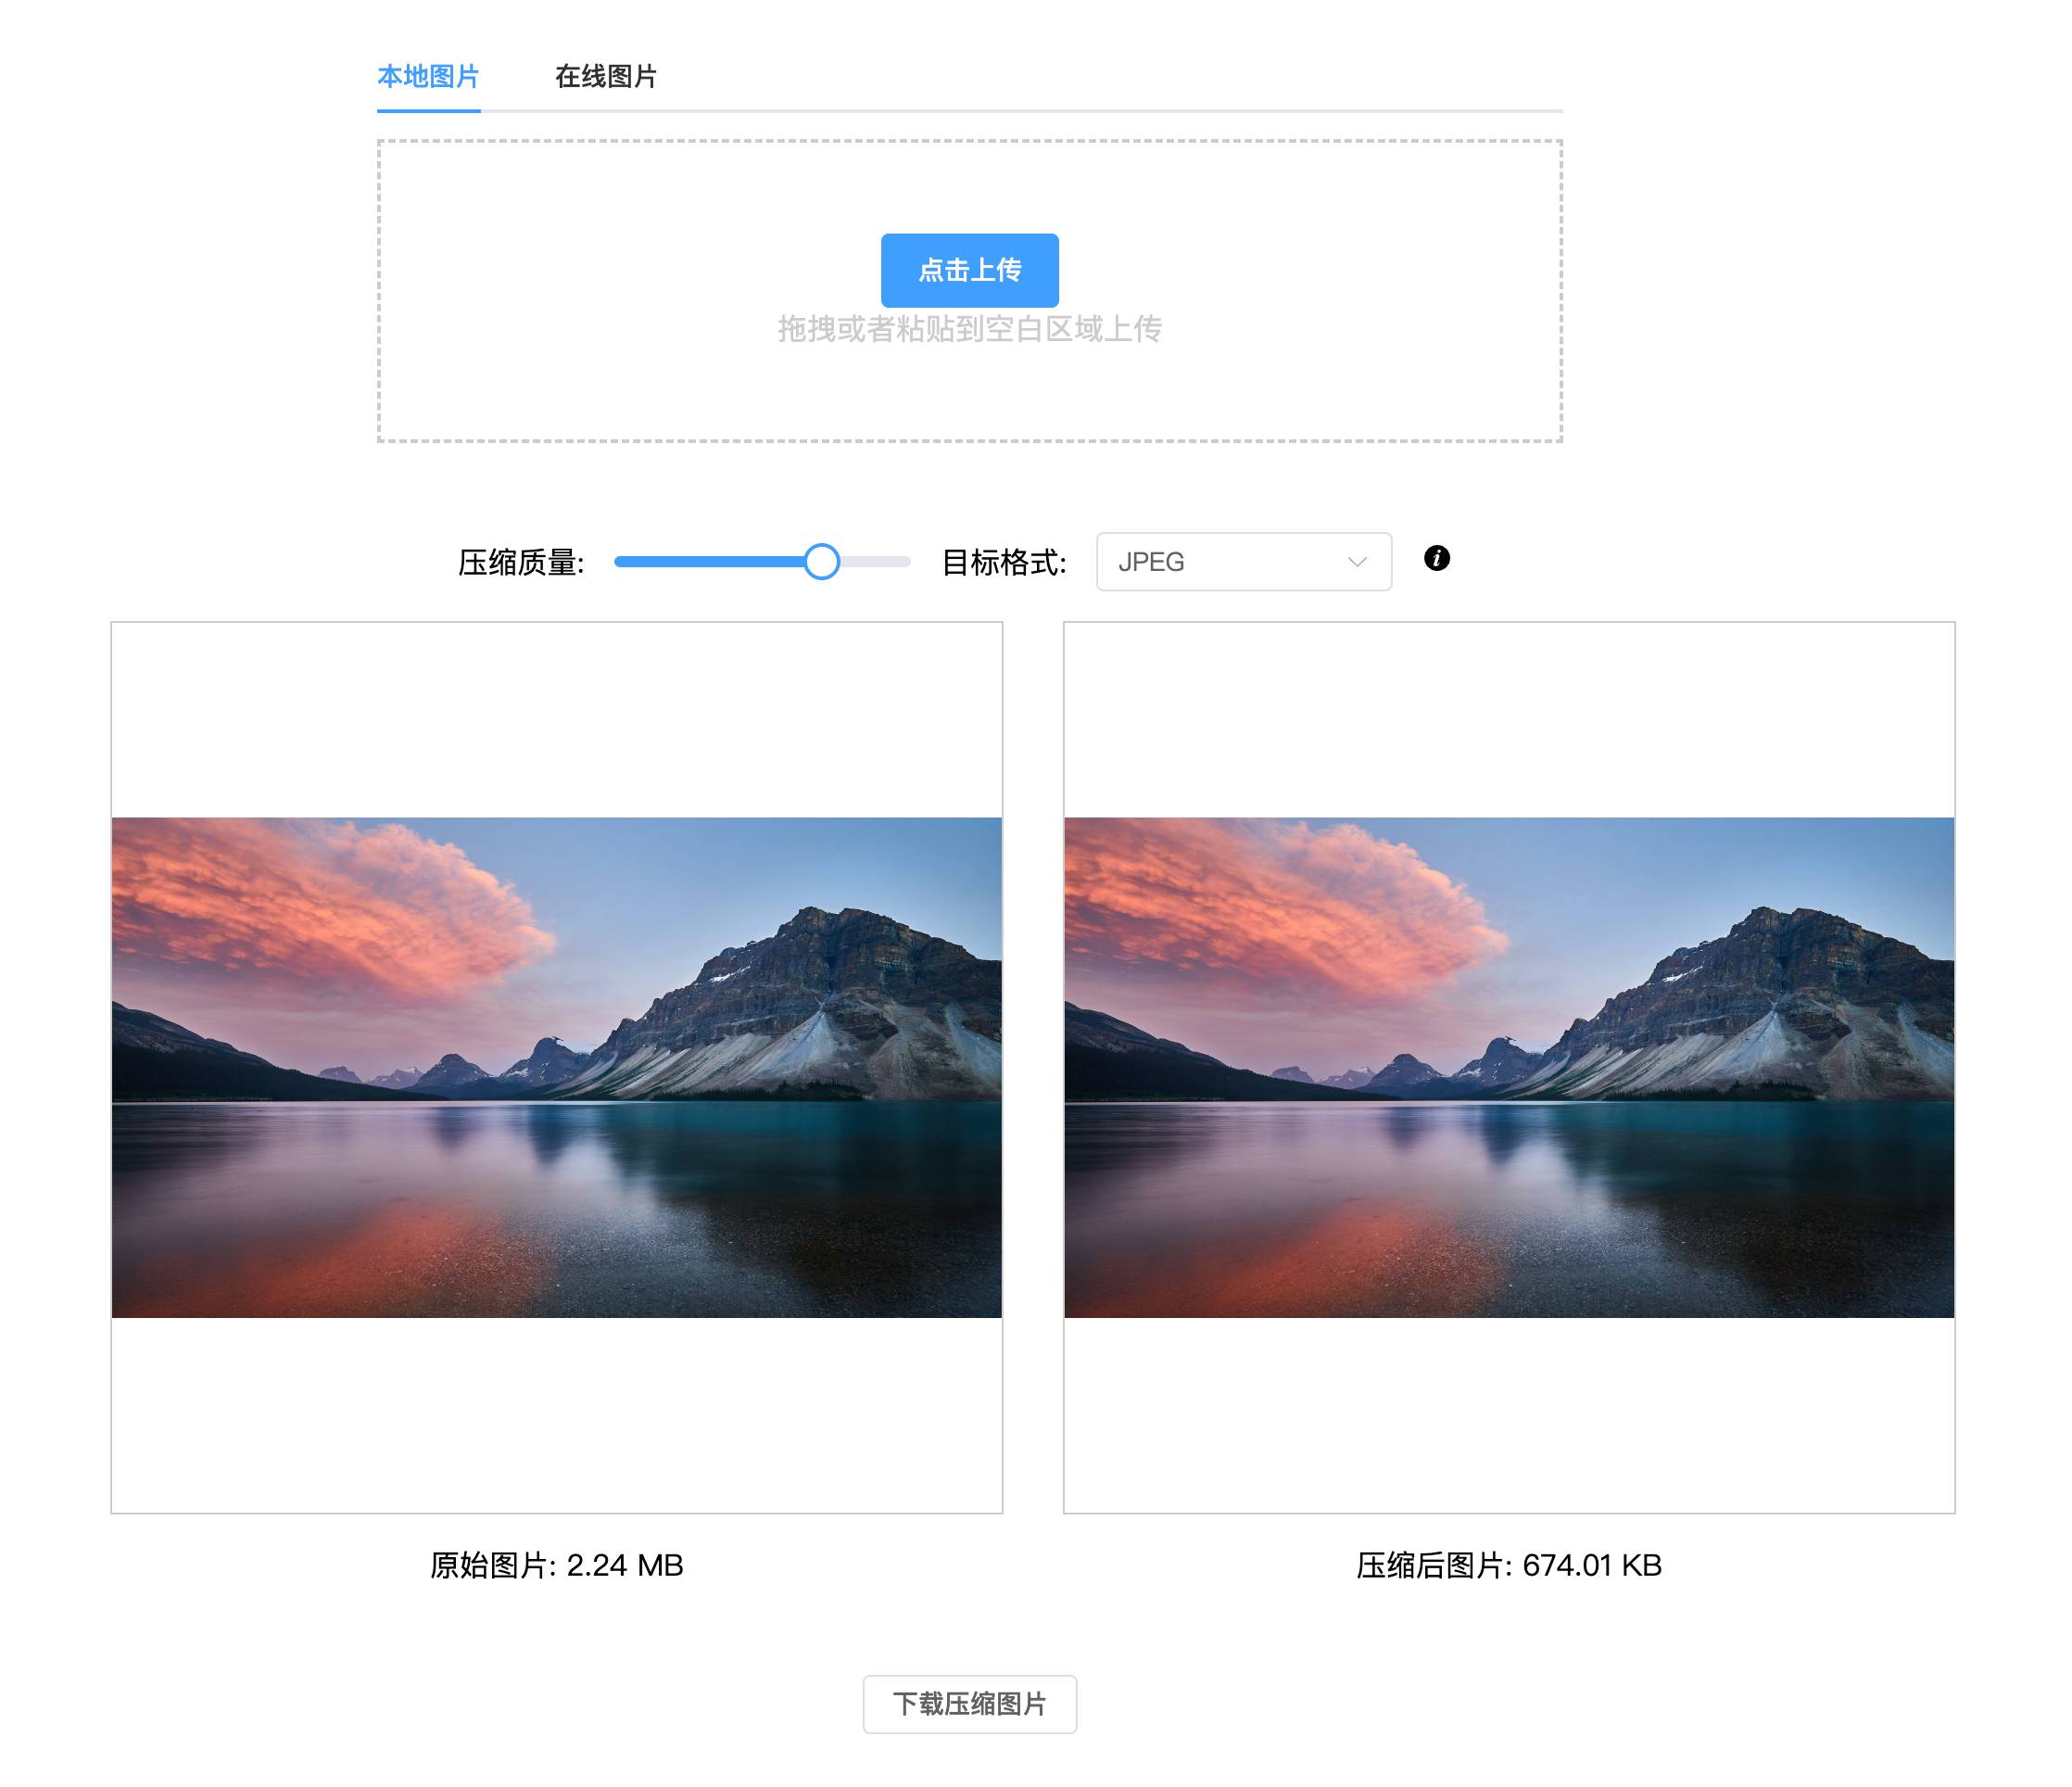 本地图片 在线图片
点击上传
拖拽或者粘贴到空白区域上传
压缩质量: 目标格式: JPEG
原始图片: 2.24 MB 压缩后图片: 674.01 KB
下载压缩图片